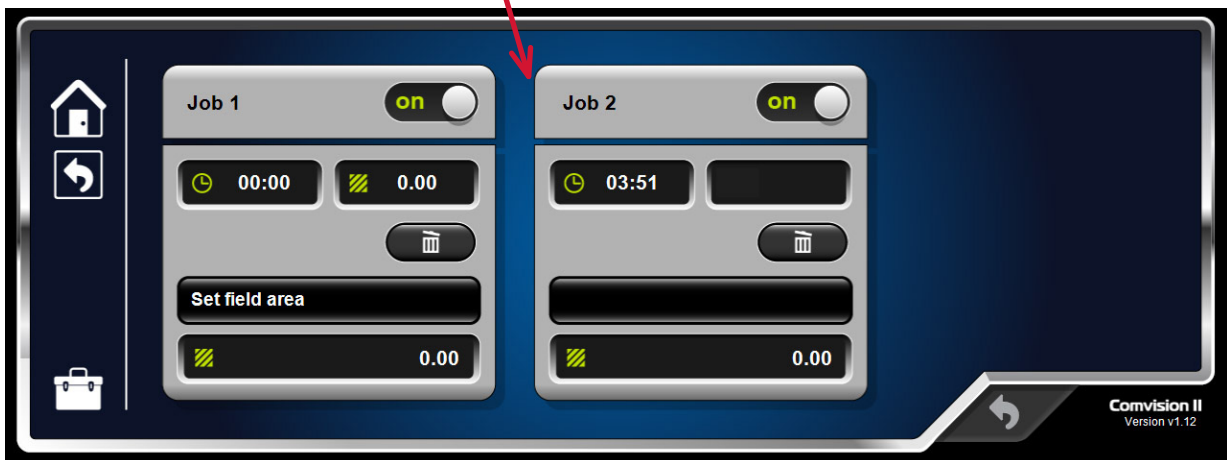 Job 1
on
00:00
0.00
Set field area
0.00
Job 2
on
03:51
0.00
Comvision II
Version v1.12